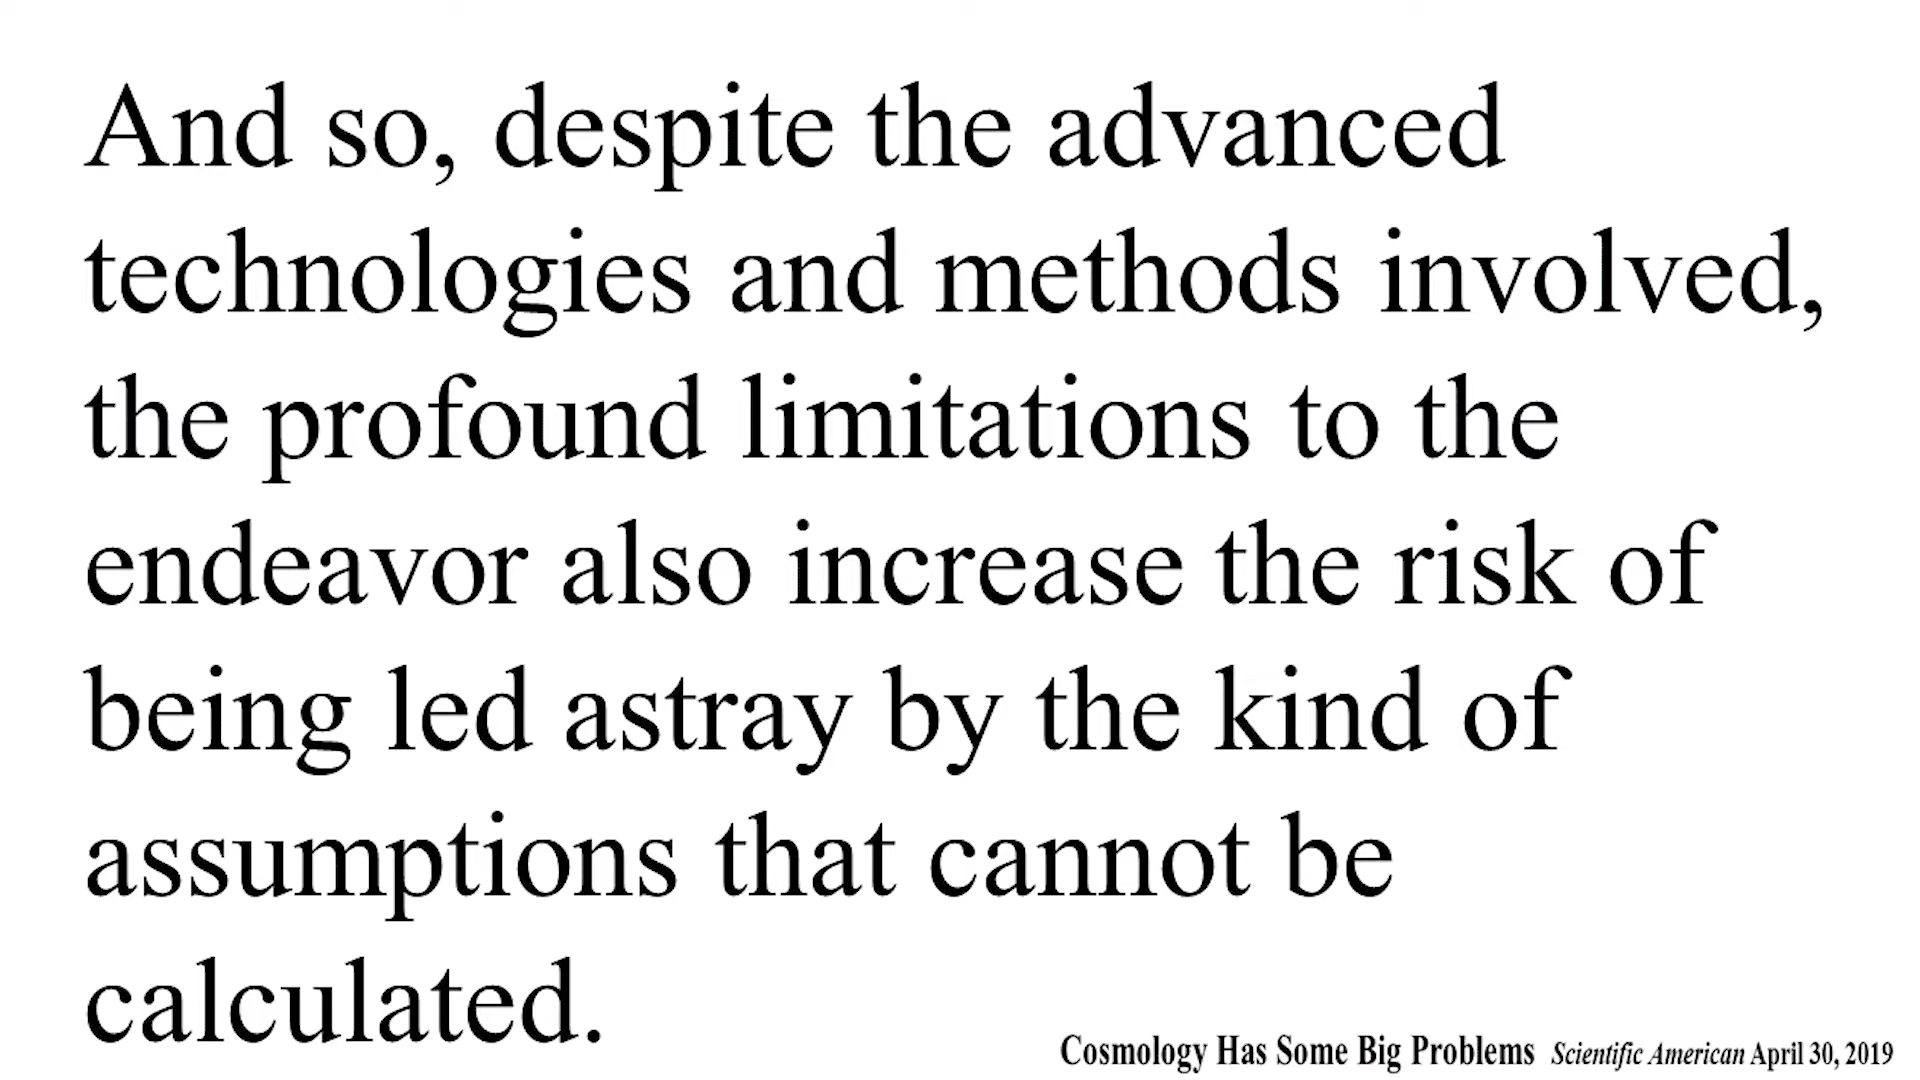 And so, despite the advanced
technologies and methods involved,
the profound limitations to the
endeavor also increase the risk of
being led astray by the kind of
assumptions that cannot be
calculated.
Cosmology Has Some Big Problems Scientific American April 30, 2019